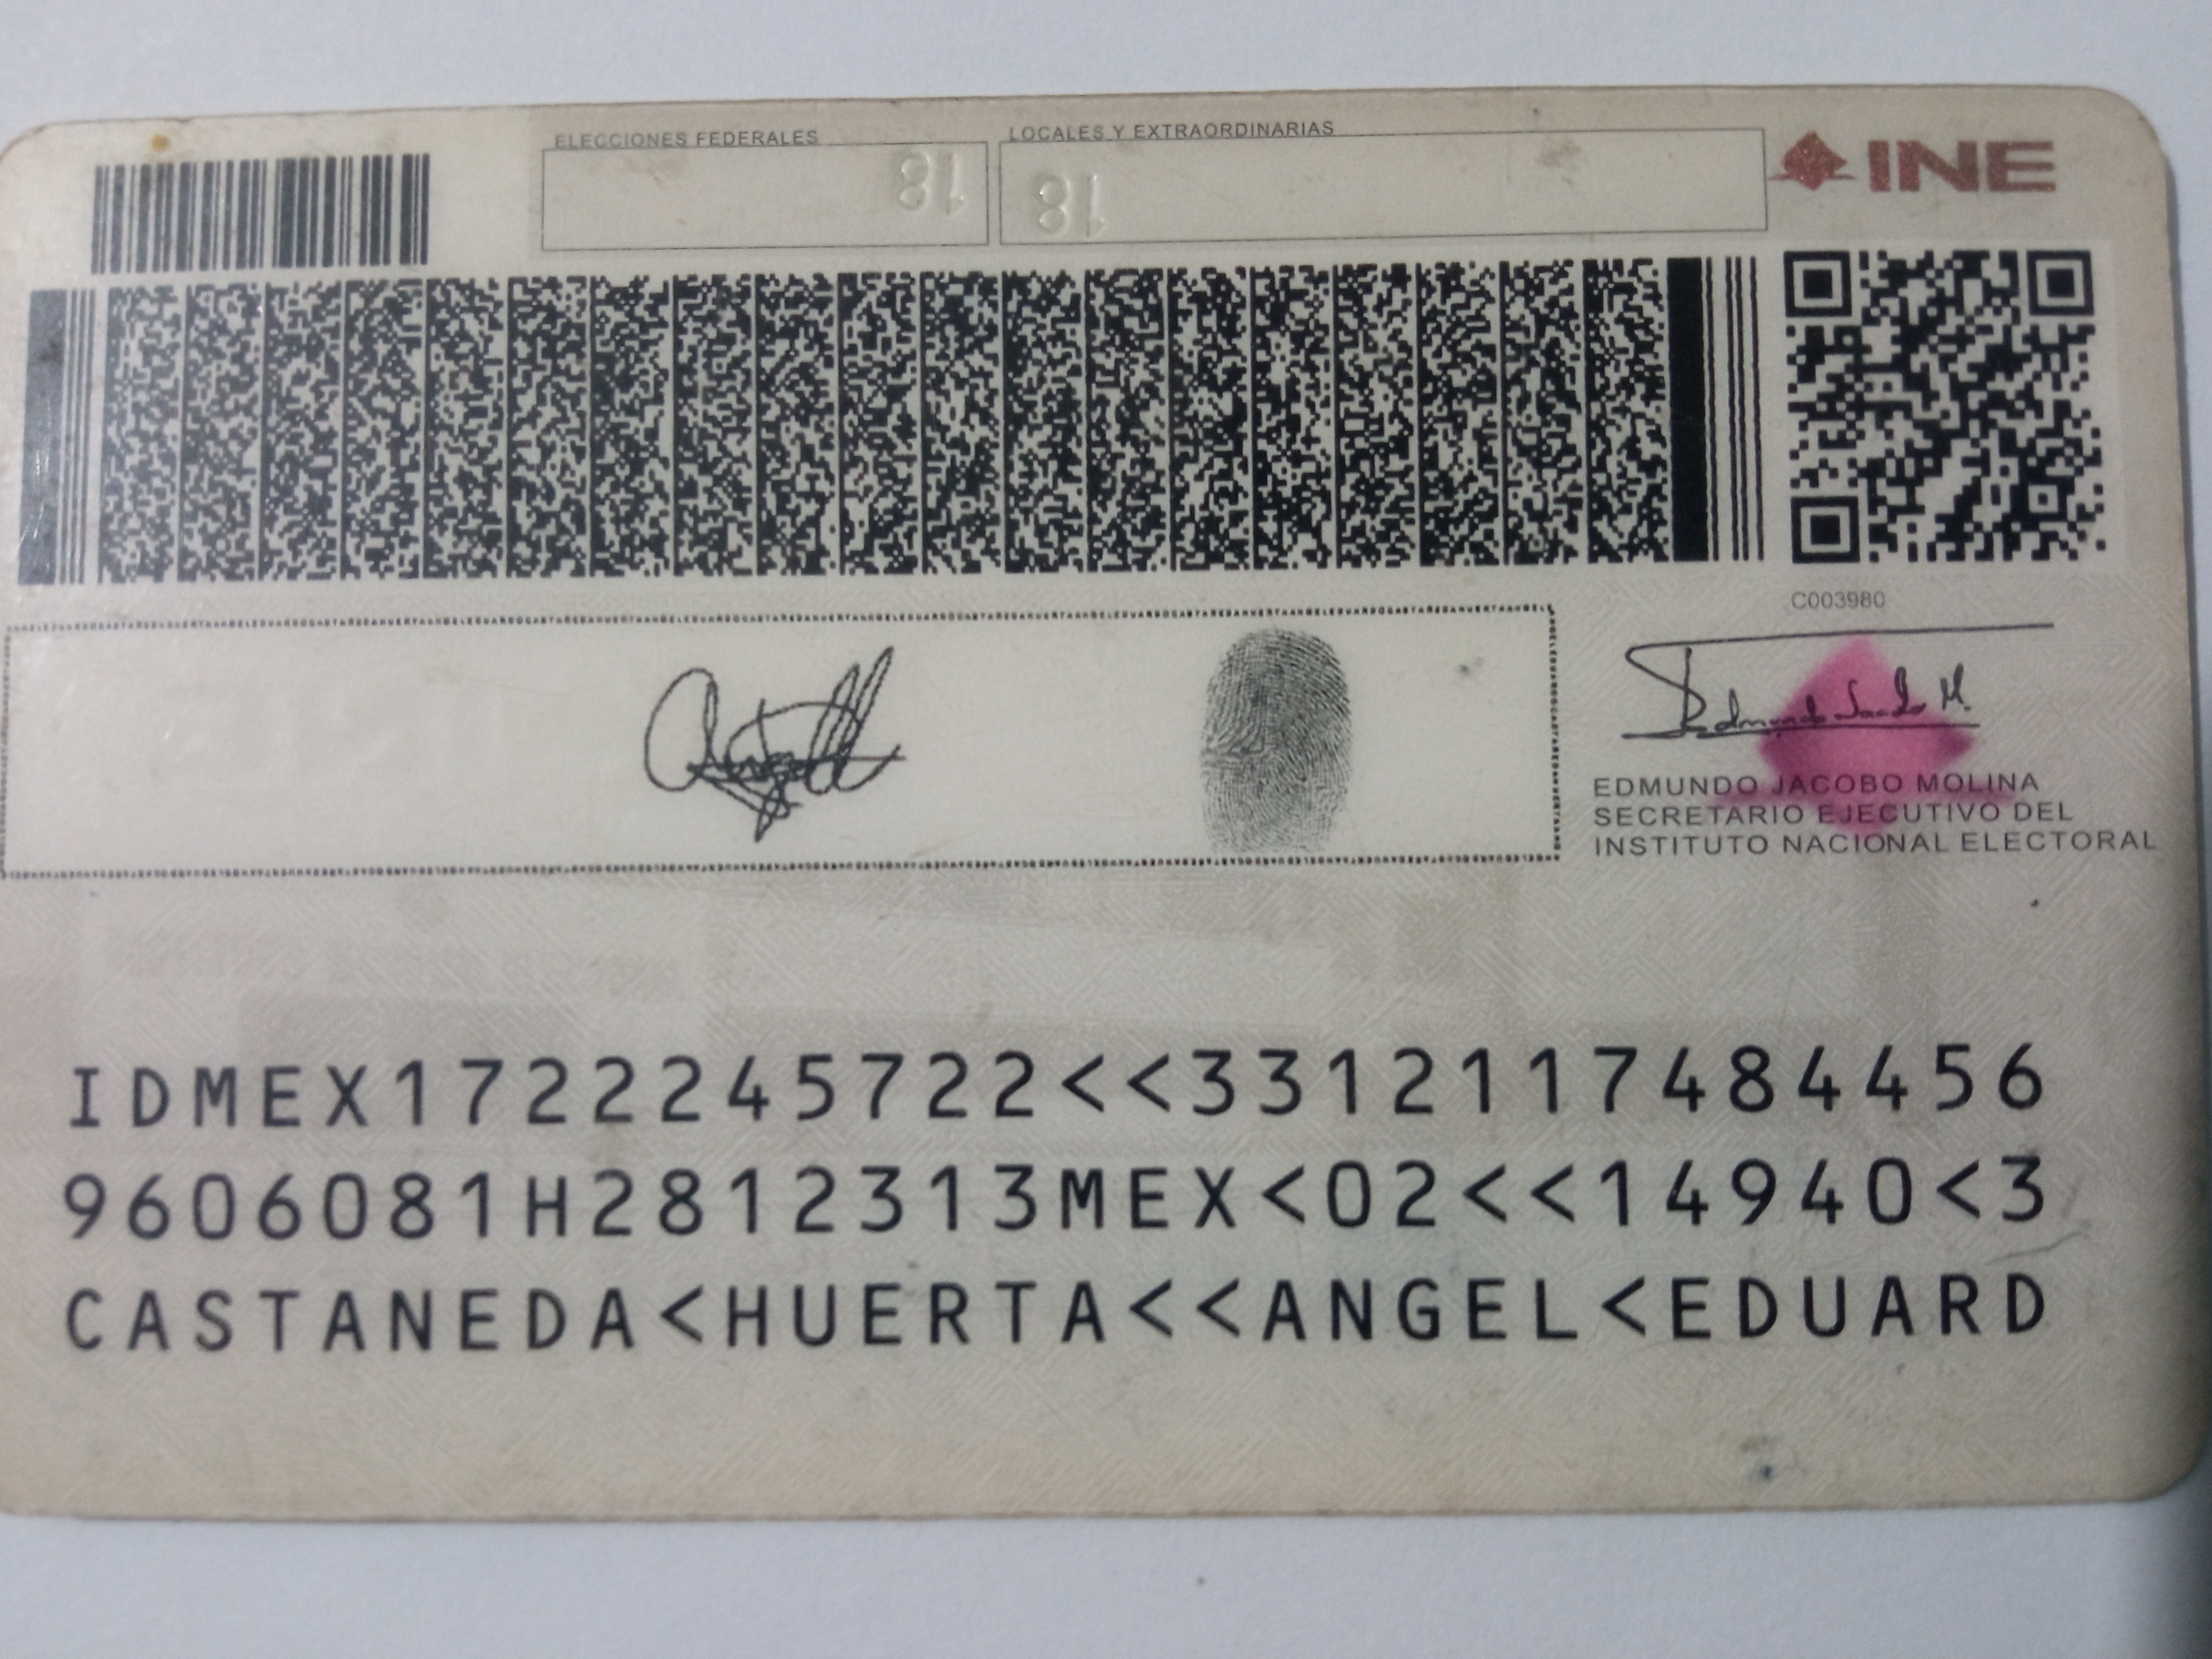 ELECCIONES FEDERALES
LOCALES Y EXTRAORDINARIAS
INE
18
18
C003980
EDMUNDO JACOBO MOLINA
SECRETARIO EJECUTIVO DEL
INSTITUTO NACIONAL ELECTORAL
IDMEX1722245722<<3312117484456
9606081H2812313MEX<02<<14940<3
CASTANEDA<HUERTA<<ANGEL<EDUARD